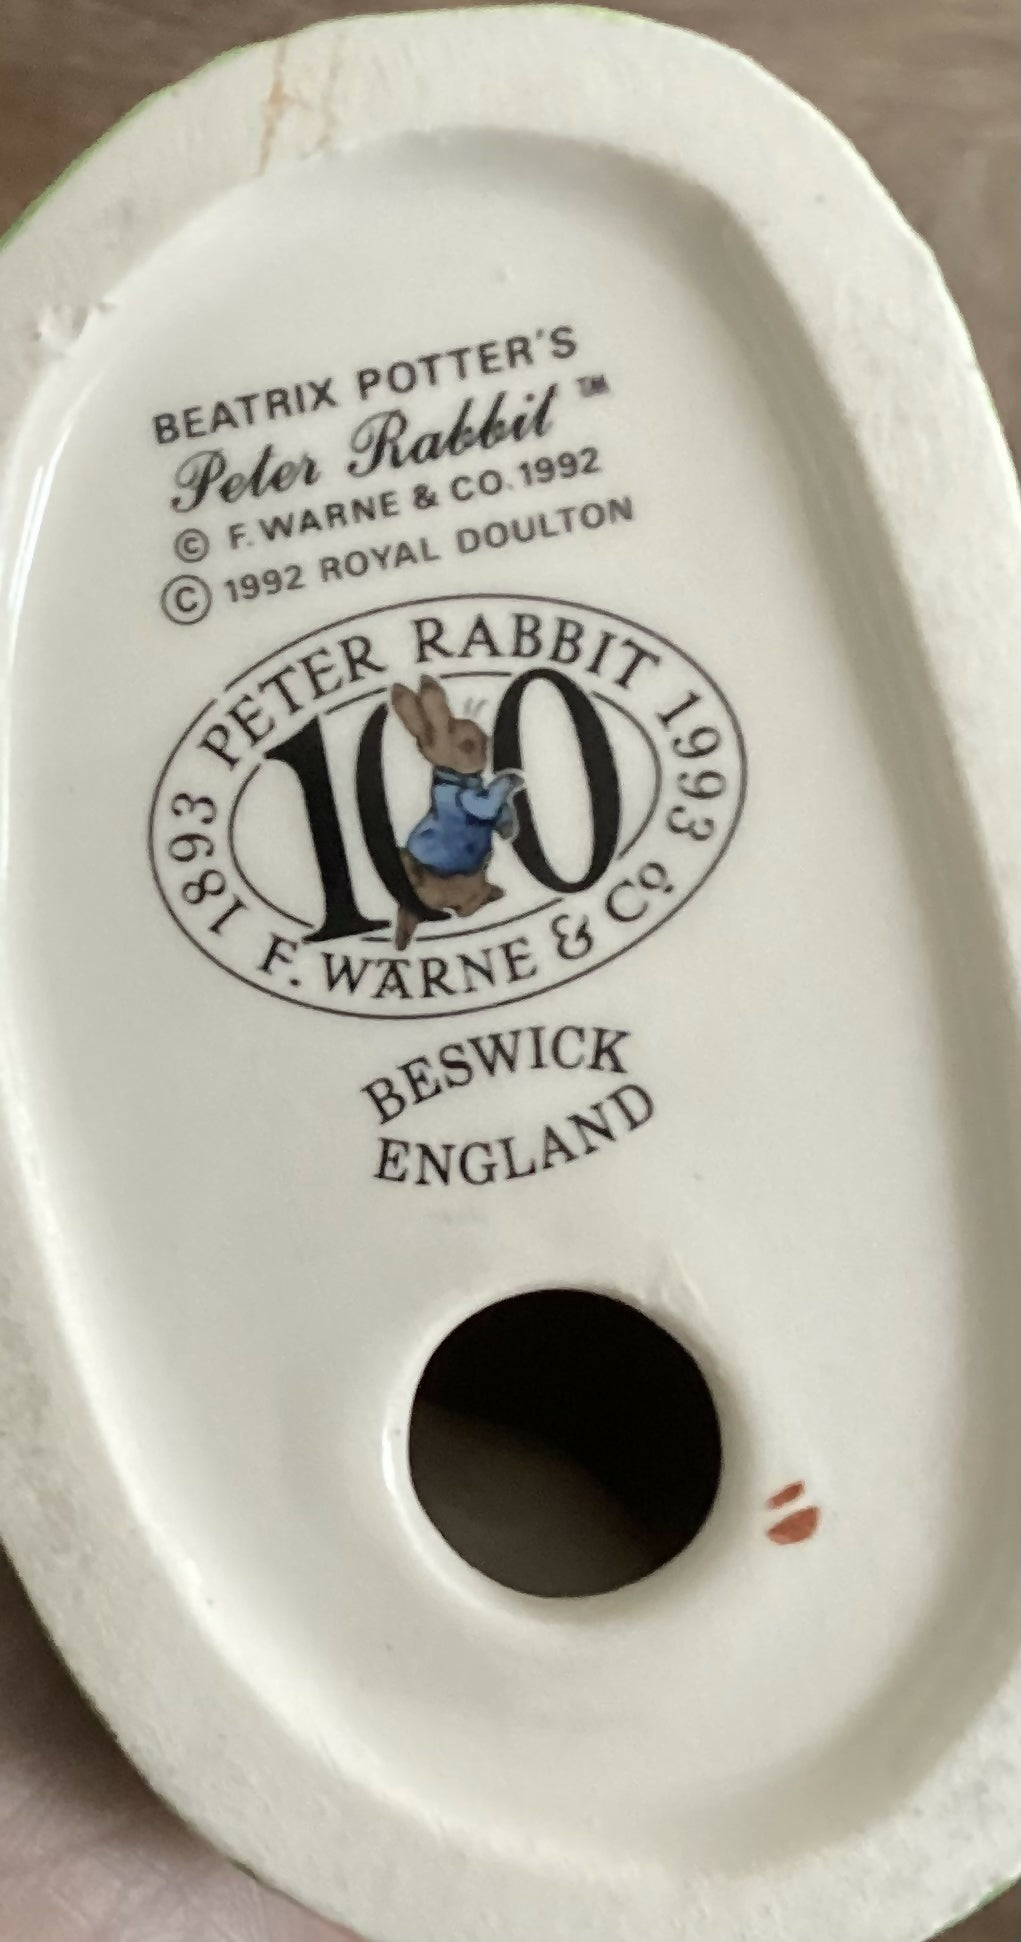 BEATRIX POTTER'S
Peter Rabbit ™
© F. WARNE & CO. 1992
© 1992 ROYAL DOULTON
1893 PETER RABBIT 1993
100
F. WARNE & Co
BESWICK
ENGLAND